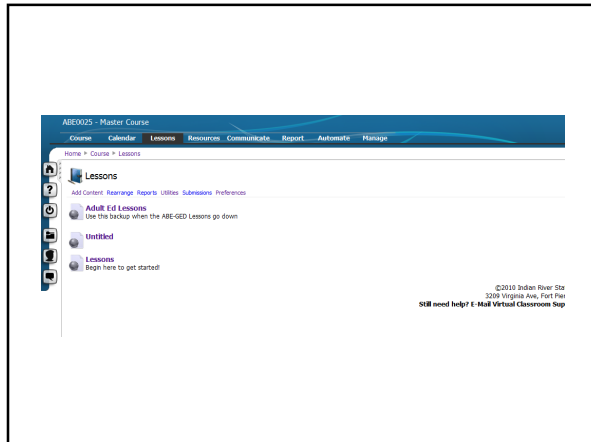 ABE0025 - Master Course
Course Calendar Lessons Resources Communicate Report Automate Manage
Home > Course > Lessons
Lessons
Add Content Rearrange Reports Utilities Submissions Preferences
Adult Ed Lessons
Use this backup when the ABE-GED Lessons go down
Untitled
Lessons
Begin here to get started!
©2010 Indian River Sta
3209 Virginia Ave, Fort Pier
Still need help? E-Mail Virtual Classroom Sup